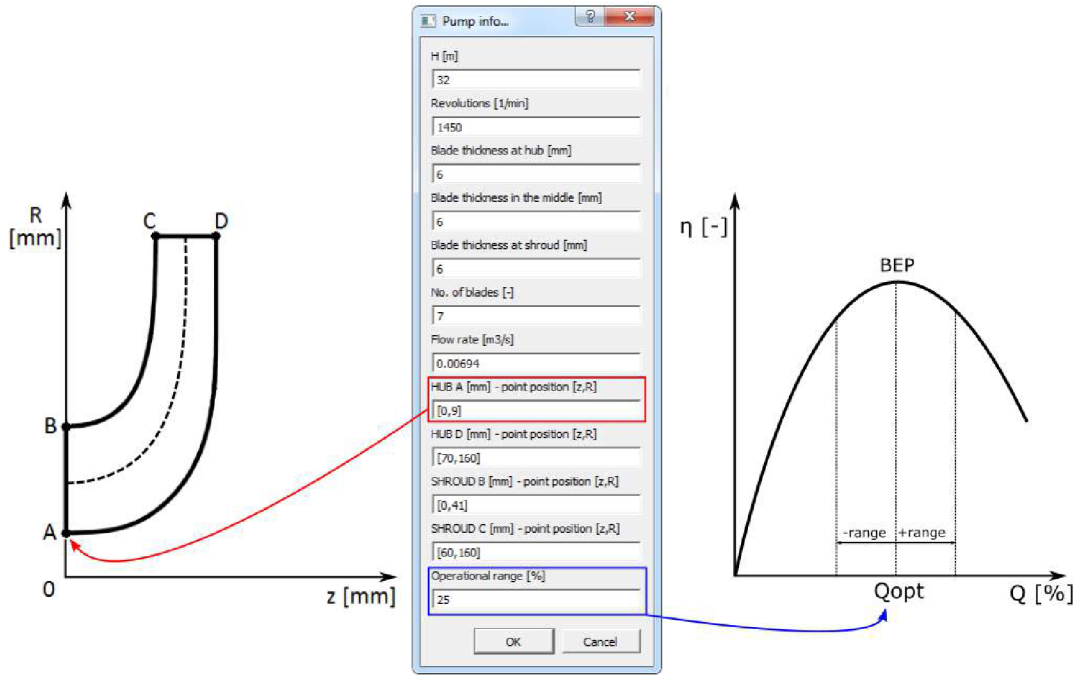 Pump info...
?
H [m]
32
Revolutions [1/min]
1450
Blade thickness at hub [mm]
6
Blade thickness in the middle [mm]
6
Blade thickness at shroud [mm]
6
No. of blades [-]
7
Flow rate [m3/s]
0.00694
HUB A [mm] - point position [z,R]
[0,9]
HUB D [mm] - point position [z,R]
[70,160]
SHROUD B [mm] - point position [z,R]
[0,41]
SHROUD C [mm] - point position [z,R]
[60,160]
Operational range [%]
25
OK Cancel
R
[mm]
C D
B
A
0
z [mm]
η [-]
BEP
-range +range
Qopt Q [%]